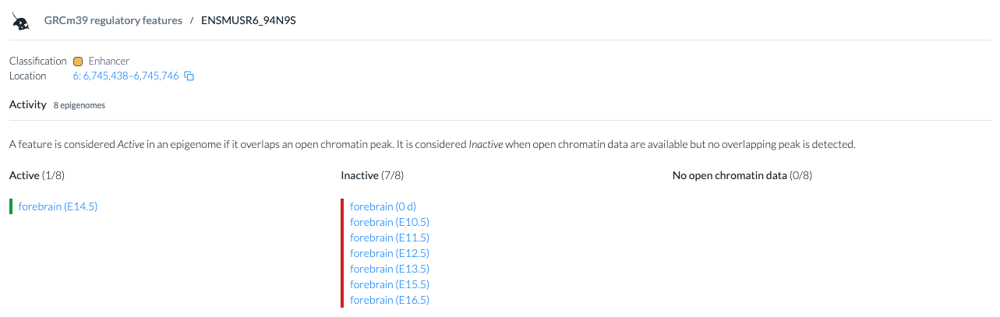 GRCm39 regulatory features / ENSMUSR6_94N9S
Classification Enhancer
Location 6: 6,745,438–6,745,746
Activity 8 epigenomes
A feature is considered Active in an epigenome if it overlaps an open chromatin peak. It is considered Inactive when open chromatin data are available but no overlapping peak is detected.
Active (1/8) Inactive (7/8) No open chromatin data (0/8)
forebrain (E14.5)
forebrain (0 d)
forebrain (E10.5)
forebrain (E11.5)
forebrain (E12.5)
forebrain (E13.5)
forebrain (E15.5)
forebrain (E16.5)